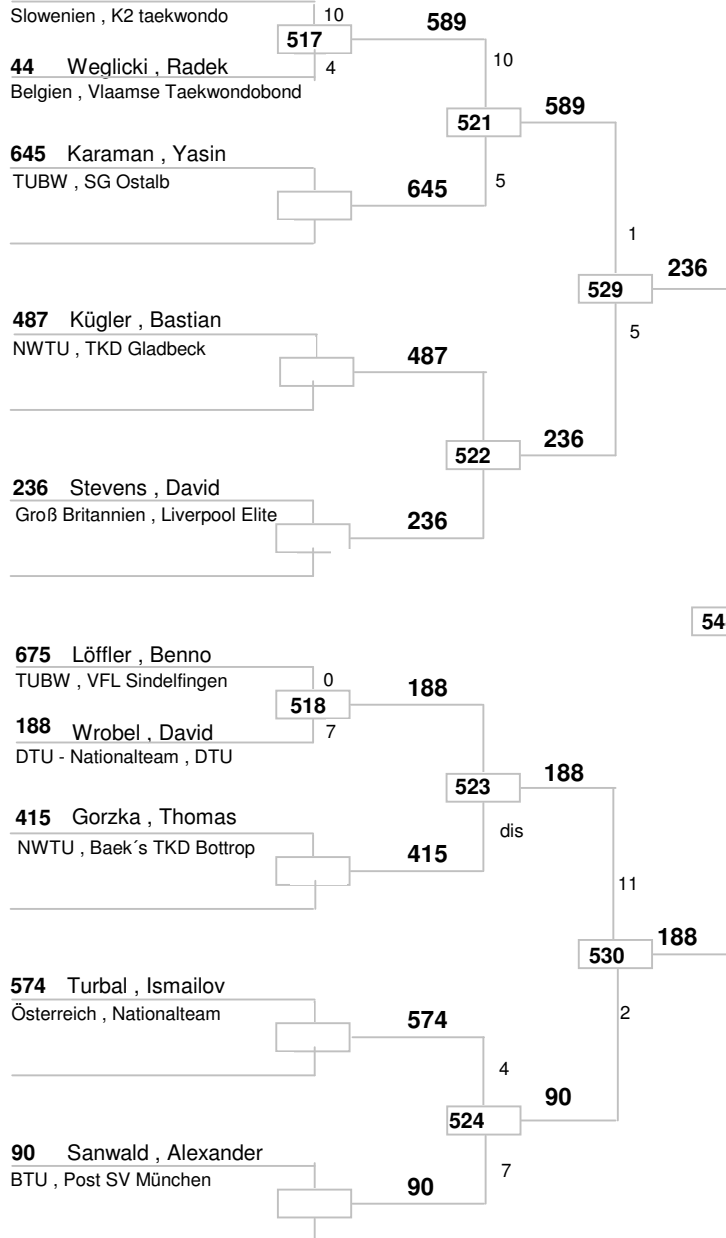 Slowenien , K2 taekwondo
10
589
517
44 Weglicki , Radek
4
Belgien , Vlaamse Taekwondobond
10
521
589
645 Karaman , Yasin
TUBW , SG Ostalb
645
5
1
236
529
487 Kügler , Bastian
NWTU , TKD Gladbeck
487
5
522
236
236 Stevens , David
Groß Britannien , Liverpool Elite
236
54
675 Löffler , Benno
TUBW , VFL Sindelfingen
0
188
518
188 Wrobel , David
7
DTU - Nationalteam , DTU
523
188
415 Gorzka , Thomas
NWTU , Baek´s TKD Bottrop
415
dis
11
188
530
574 Turbal , Ismailov
Österreich , Nationalteam
574
2
4
90
524
90 Sanwald , Alexander
BTU , Post SV München
90
7